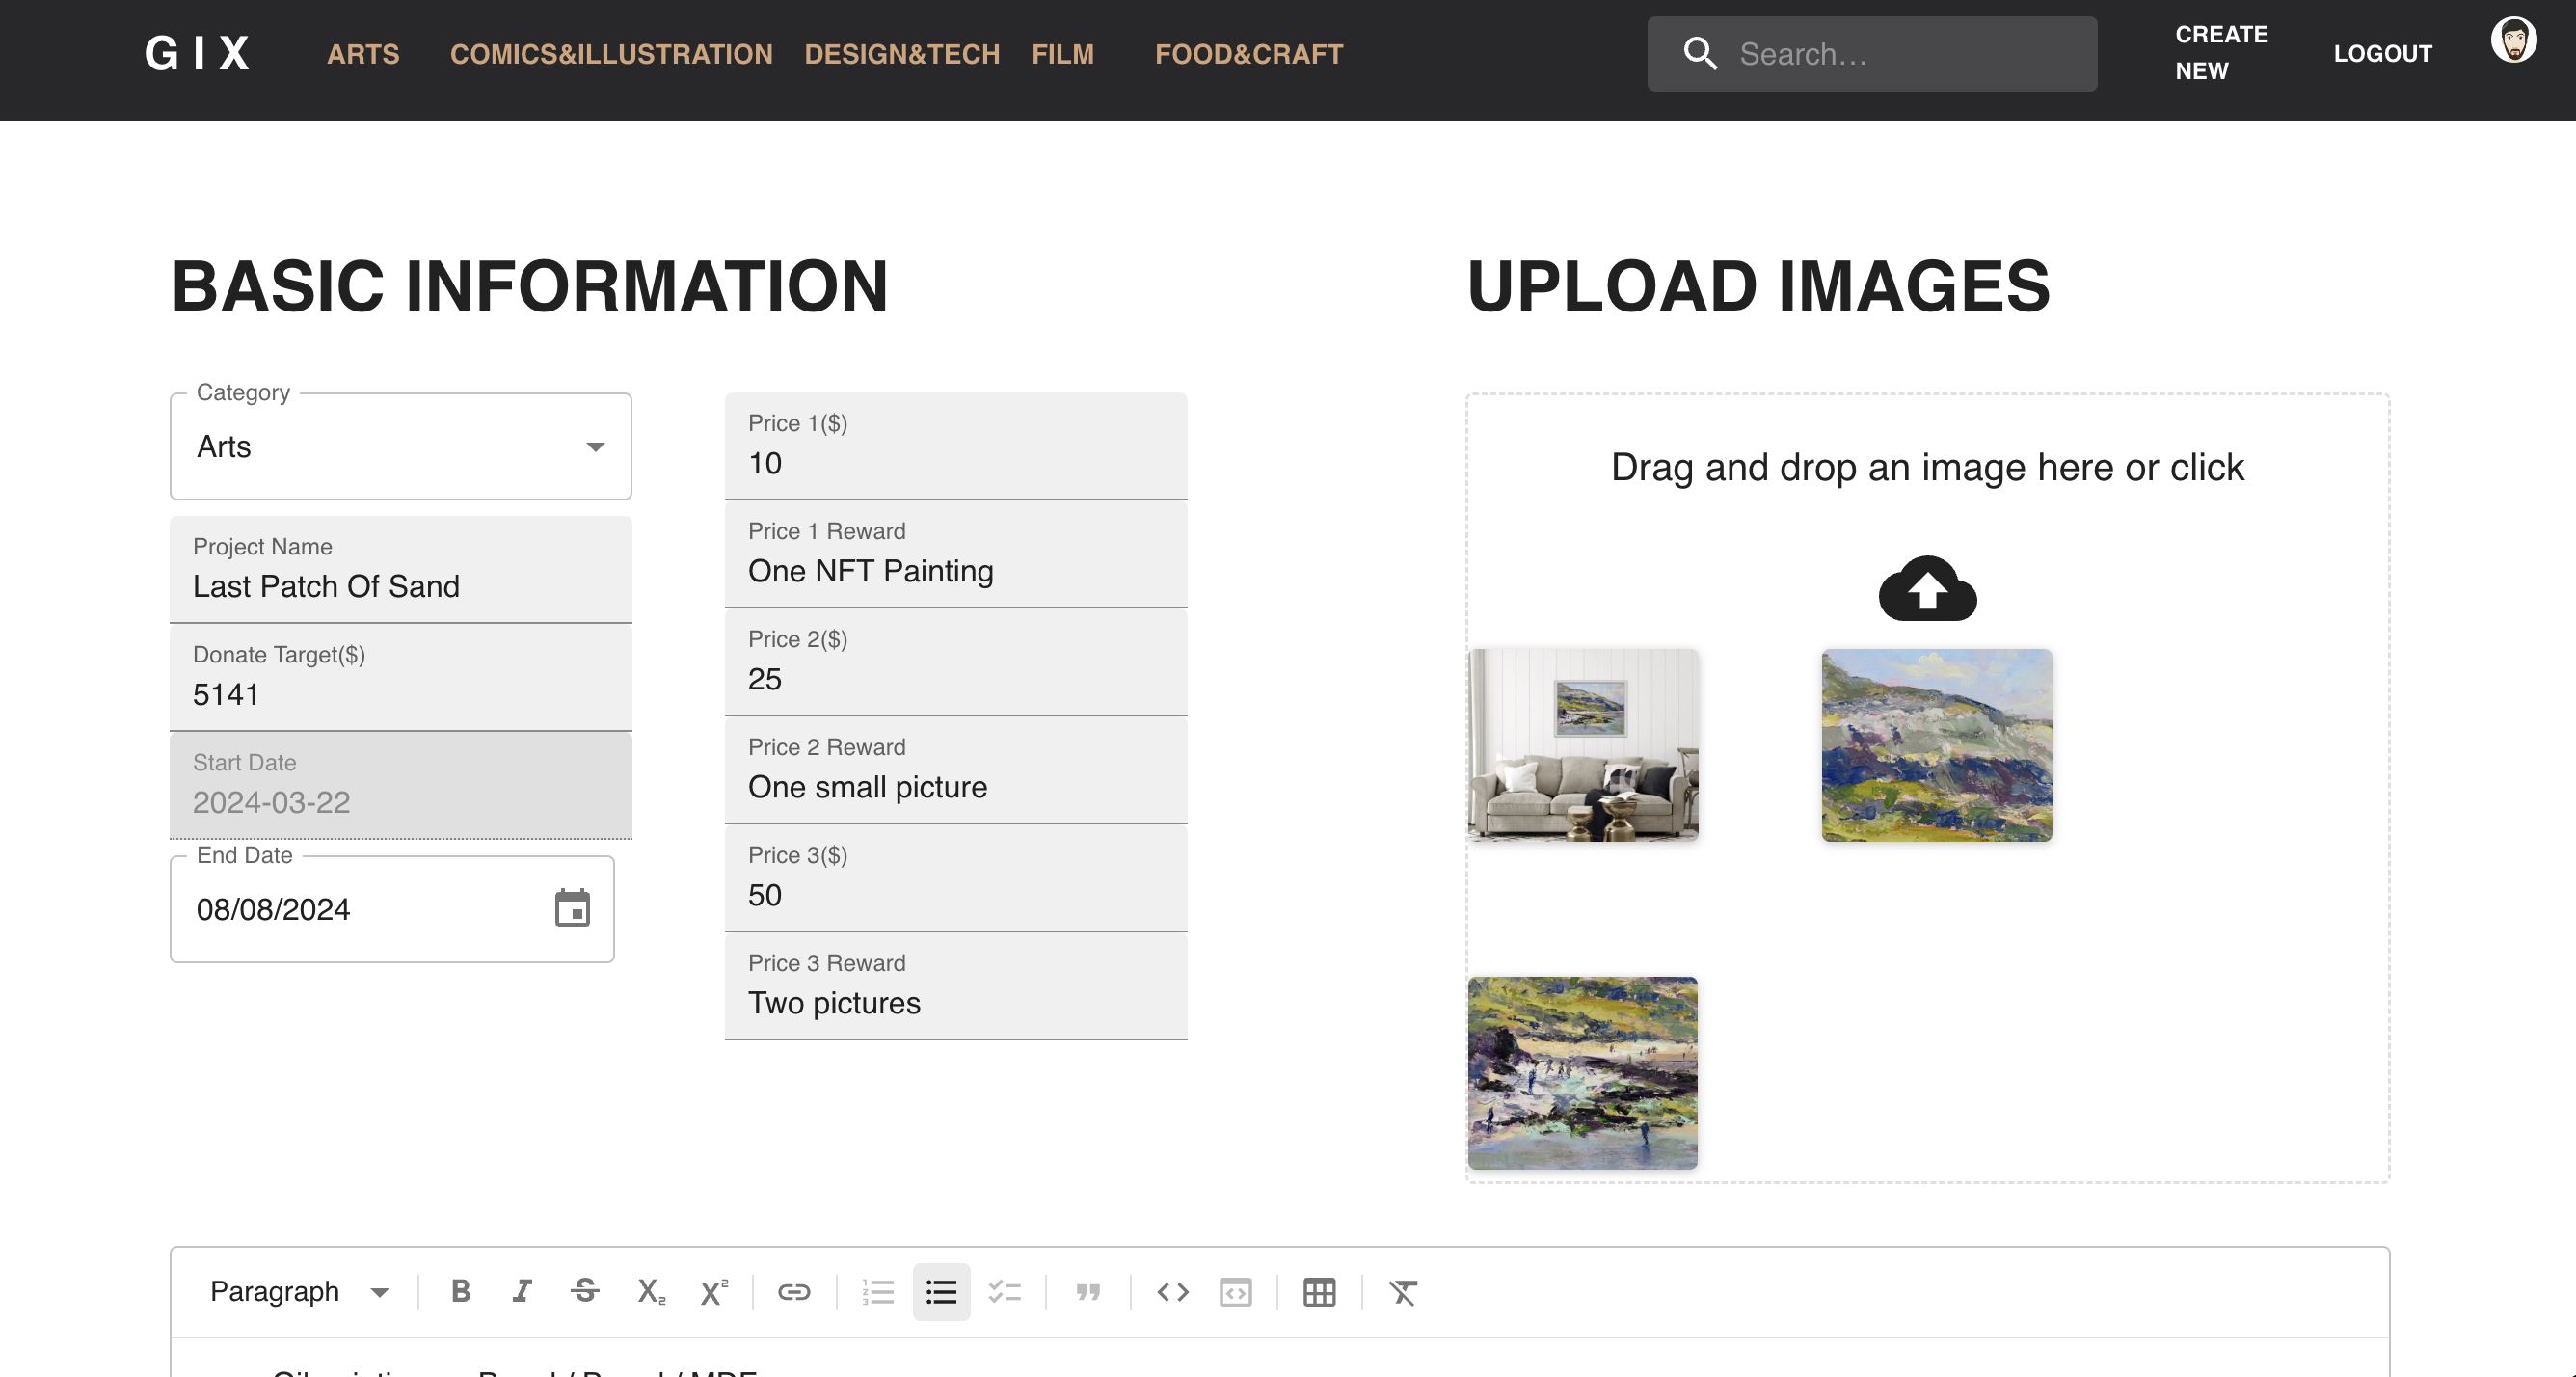 GIX
ARTS
COMICS&ILLUSTRATION
DESIGN&TECH
FILM
FOOD&CRAFT
Search…
CREATE
NEW
LOGOUT
BASIC INFORMATION
Category
Arts
Project Name
Last Patch Of Sand
Donate Target($)
5141
Start Date
2024-03-22
End Date
08/08/2024
Price 1($)
10
Price 1 Reward
One NFT Painting
Price 2($)
25
Price 2 Reward
One small picture
Price 3($)
50
Price 3 Reward
Two pictures
UPLOAD IMAGES
Drag and drop an image here or click
Paragraph